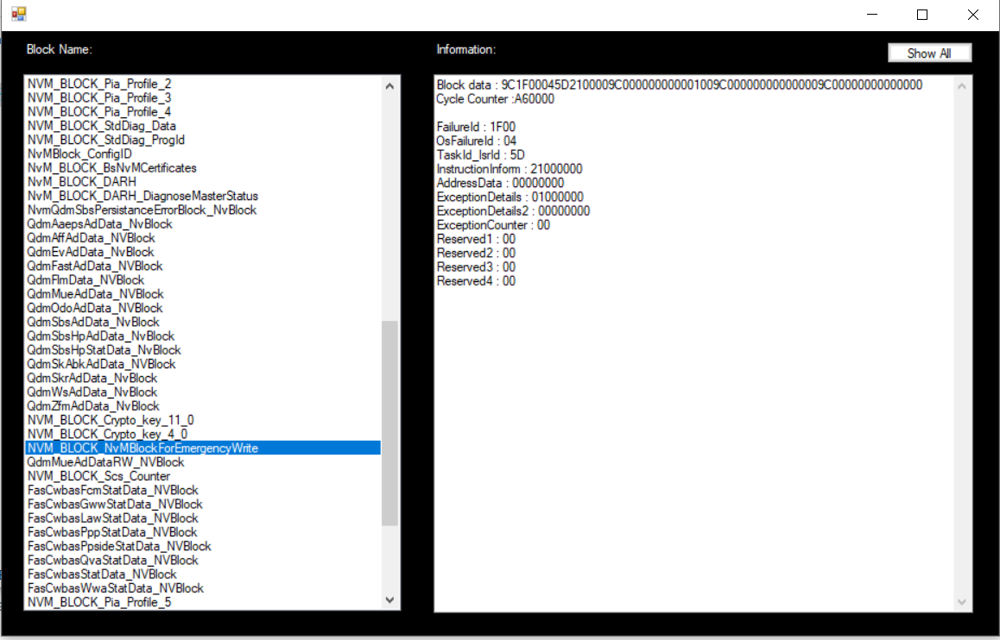 Block Name:
NVM_BLOCK_Pia_Profile_2
NVM_BLOCK_Pia_Profile_3
NVM_BLOCK_Pia_Profile_4
NVM_BLOCK_StdDiag_Data
NVM_BLOCK_StdDiag_ProgId
NvMBlock_ConfigID
NvM_BLOCK_BsNvMCertificates
NvM_BLOCK_DARH
NvM_BLOCK_DARH_DiagnoseMasterStatus
NvmQdmSbsPersistanceErrorBlock_NvBlock
QdmAaepsAdData_NvBlock
QdmAffAdData_NVBlock
QdmEvAdData_NvBlock
QdmFastAdData_NVBlock
QdmFlmData_NVBlock
QdmMueAdData_NVBlock
QdmOdoAdData_NVBlock
QdmSbsAdData_NvBlock
QdmSbsHpAdData_NvBlock
QdmSbsHpStatData_NvBlock
QdmSkAbkAdData_NVBlock
QdmSkrAdData_NvBlock
QdmWsAdData_NvBlock
QdmZfmAdData_NvBlock
NVM_BLOCK_Crypto_key_11_0
NVM_BLOCK_Crypto_key_4_0
NVM_BLOCK_NvMBlockForEmergencyWrite
QdmMueAdDataRW_NVBlock
NVM_BLOCK_Scs_Counter
FasCwbasFcmStatData_NVBlock
FasCwbasGwwStatData_NVBlock
FasCwbasLawStatData_NVBlock
FasCwbasPppStatData_NVBlock
FasCwbasPpsideStatData_NVBlock
FasCwbasQvaStatData_NVBlock
FasCwbasStatData_NVBlock
FasCwbasWwaStatData_NVBlock
NVM_BLOCK_Pia_Profile_5
Information:
Show All
Block data : 9C1F00045D2100009C000000000001009C000000000000009C00000000000000
Cycle Counter :A60000
FailureId : 1F00
OsFailureId : 04
TaskId_IsrId : 5D
InstructionInform : 21000000
AddressData : 00000000
ExceptionDetails : 01000000
ExceptionDetails2 : 00000000
ExceptionCounter : 00
Reserved1 : 00
Reserved2 : 00
Reserved3 : 00
Reserved4 : 00